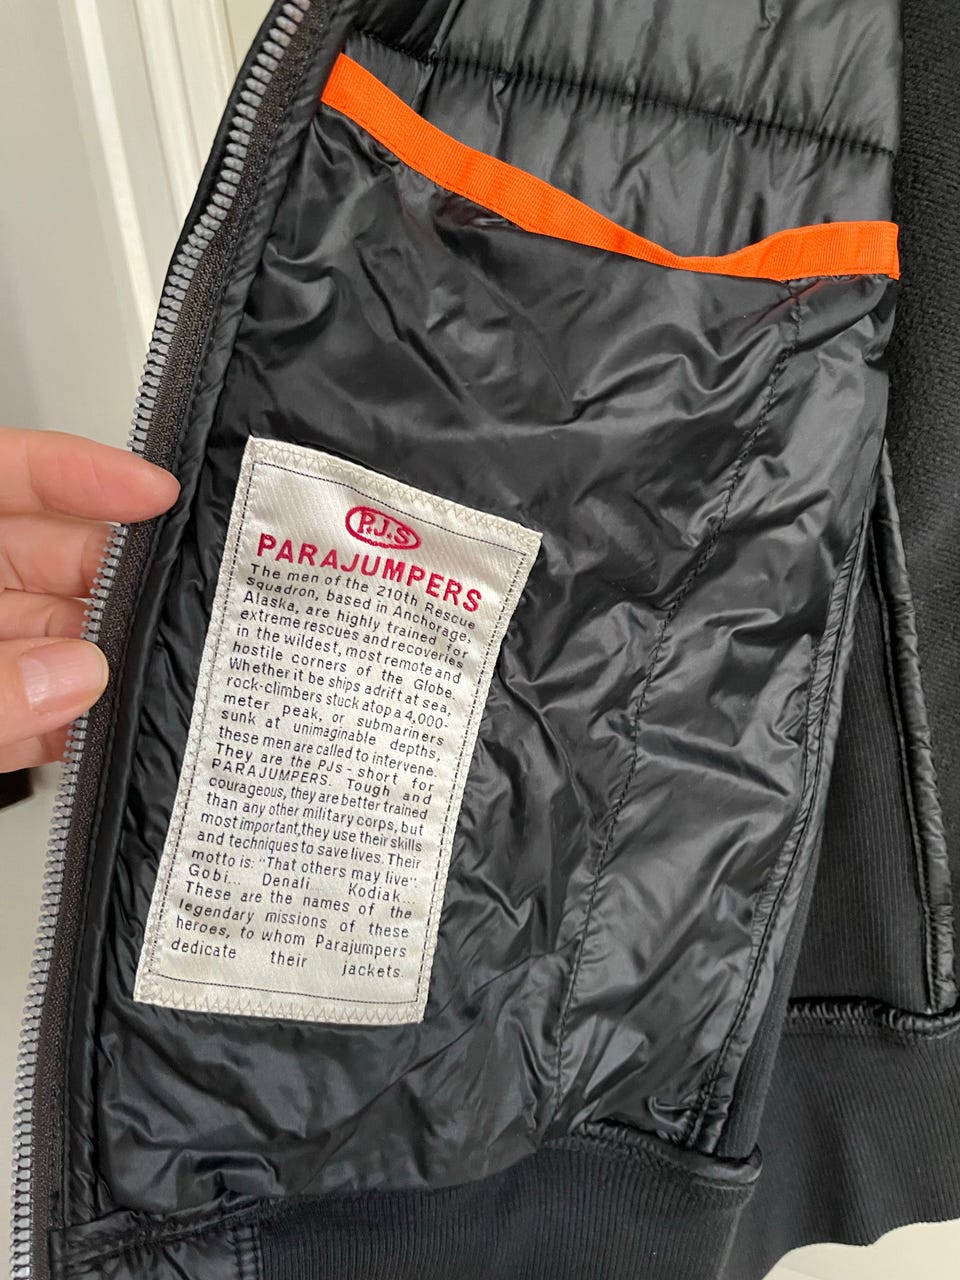 P.J.S
PARAJUMPERS
The men of the 210th Rescue
Squadron, based in Anchorage,
Alaska, are highly trained for
extreme rescues and recoveries
in the wildest, most remote and
hostile corners of the Globe.
Whether it be ships adrift at sea,
rock-climbers stuck atop a 4,000-
meter peak, or submariners
sunk at unimaginable depths,
these men are called to intervene.
They are the PJs - short for
PARAJUMPERS. Tough and
courageous, they are better trained
than any other military corps, but
most important, they use their skills
and techniques to save lives. Their
motto is: "That others may live":
Gobi... Denali... Kodiak...
These are the names of the
legendary missions of these
heroes, to whom Parajumpers
dedicate their jackets.